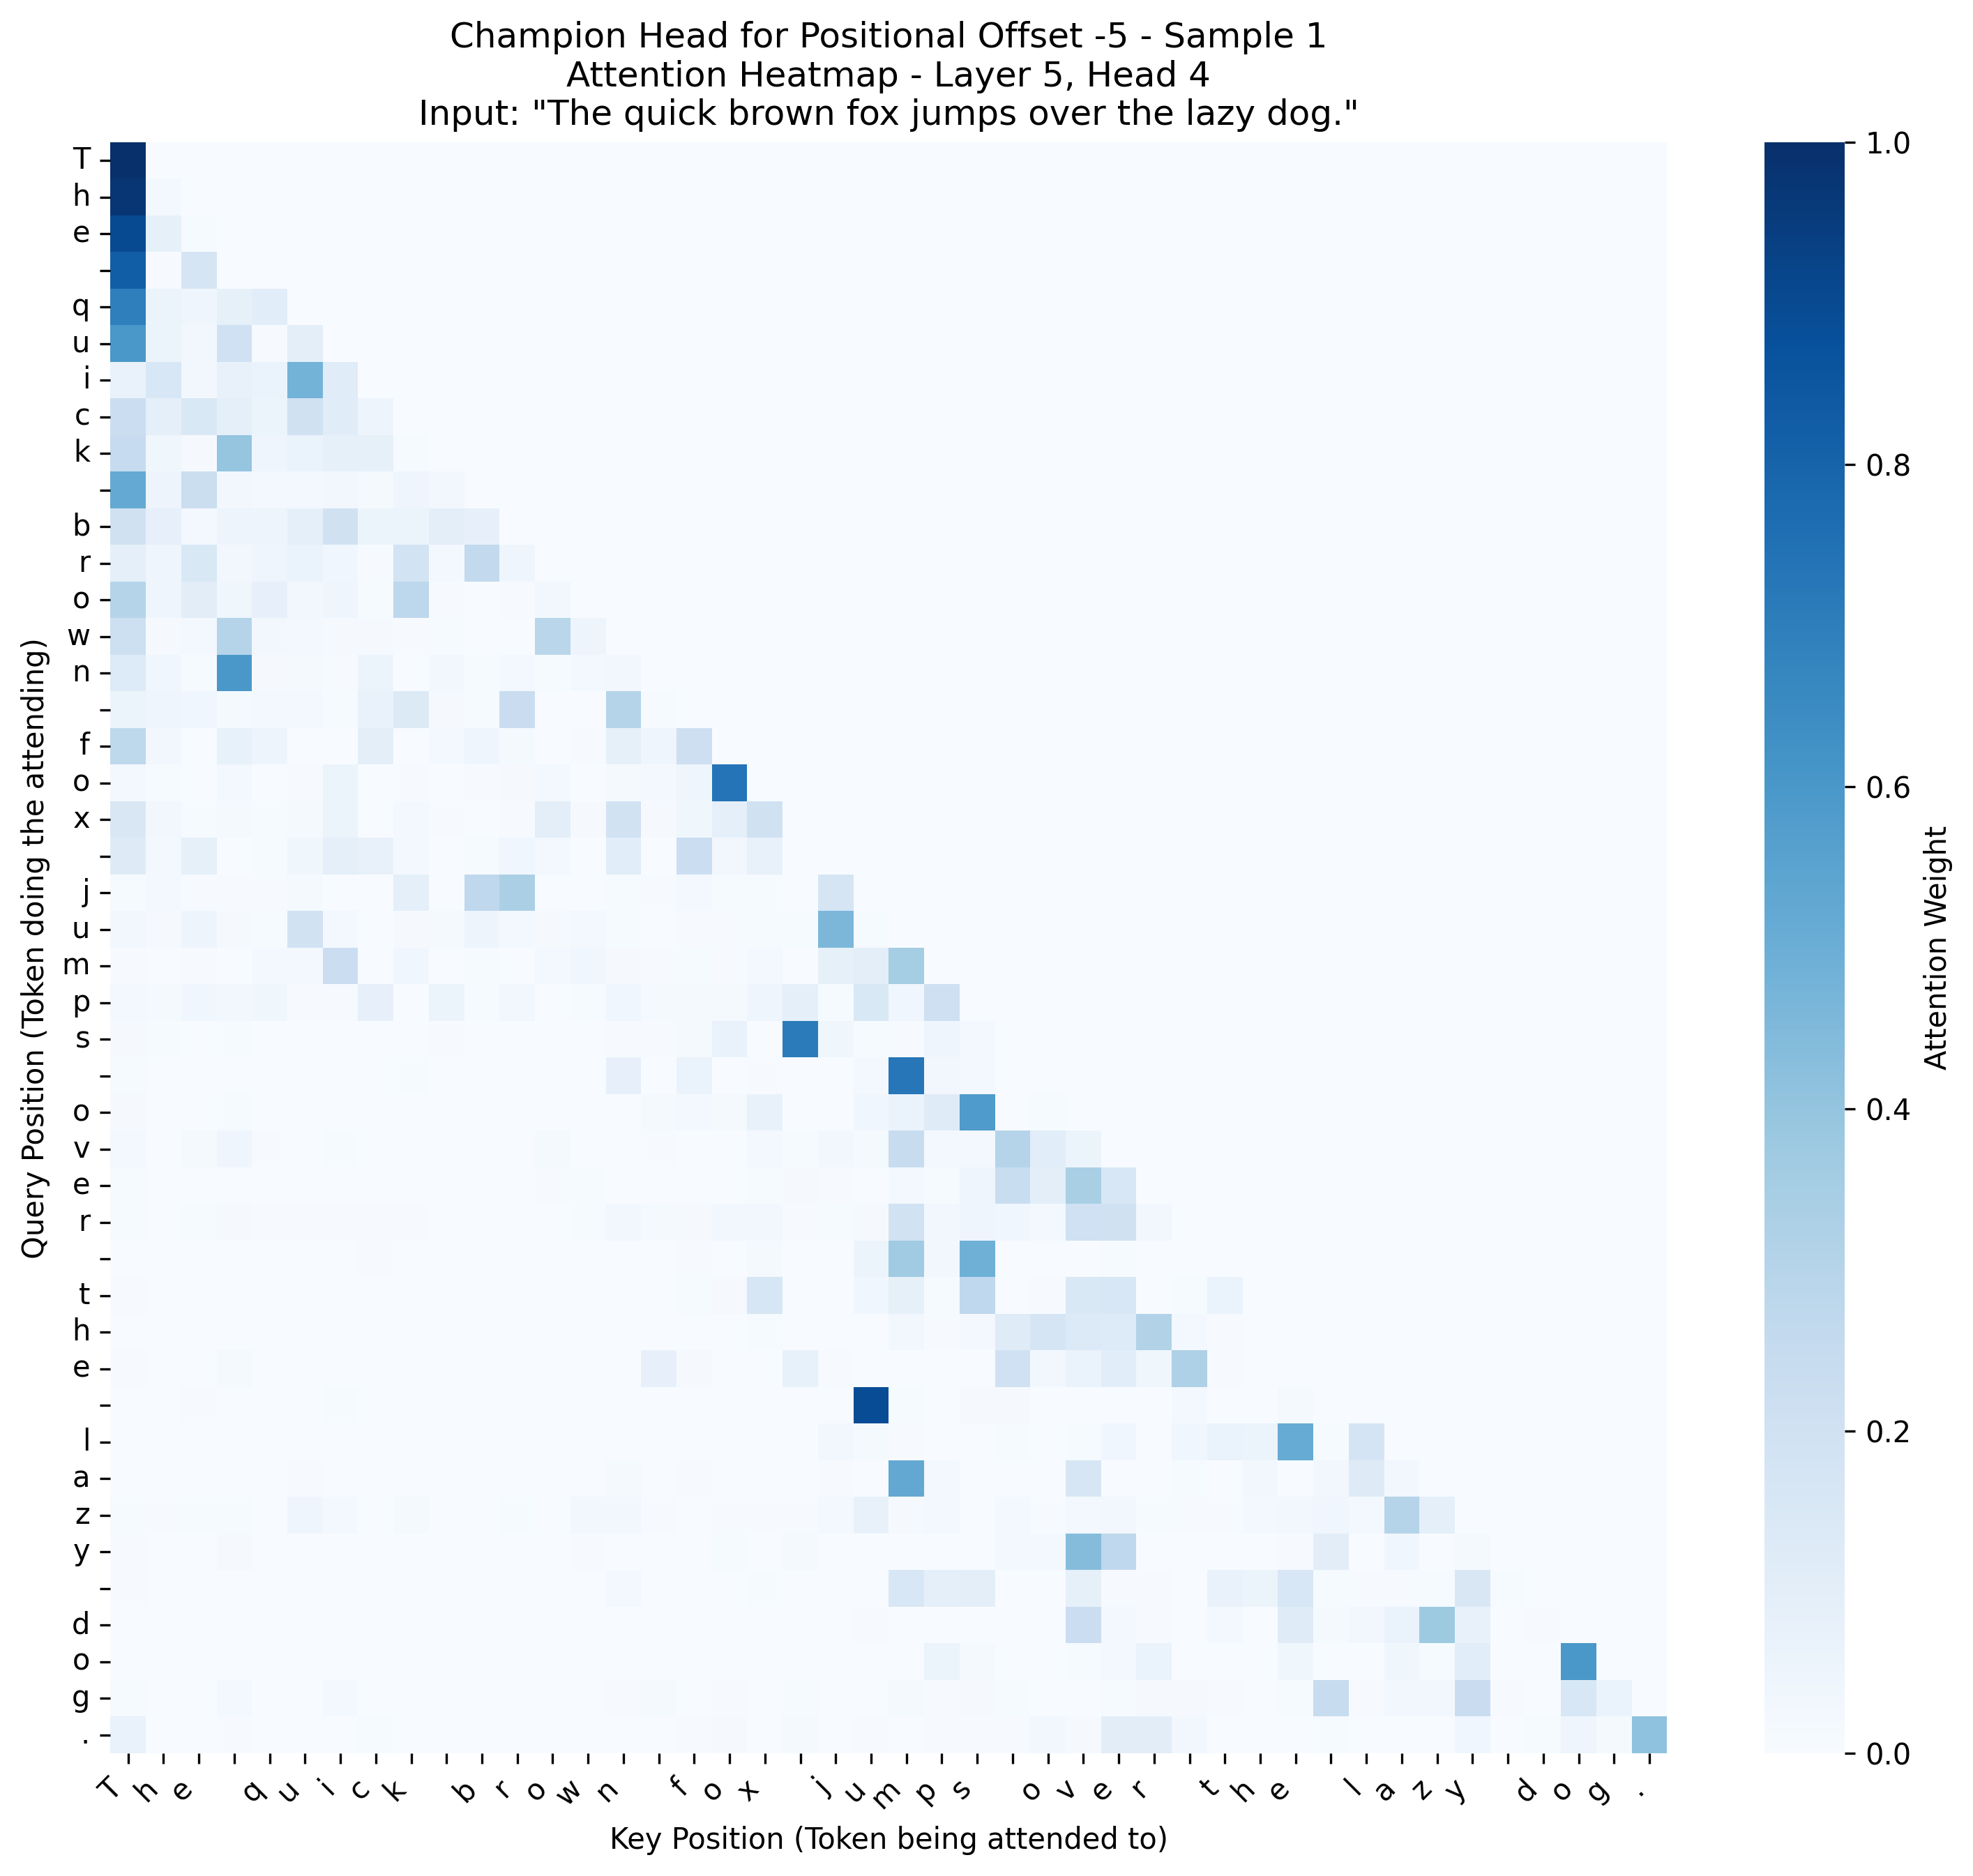 Champion Head for Positional Offset -5 - Sample 1
Attention Heatmap - Layer 5, Head 4
Input: "The quick brown fox jumps over the lazy dog."
Query Position (Token doing the attending)
T
h
e
q
u
i
c
k
b
r
o
w
n
f
o
x
j
u
m
p
s
o
v
e
r
t
h
e
l
a
z
y
d
o
g
.
T h e q u i c k b r o w n f o x j u m p s o v e r t h e l a z y d o g .
Key Position (Token being attended to)
1.0
0.8
0.6
0.4
0.2
0.0
Attention Weight